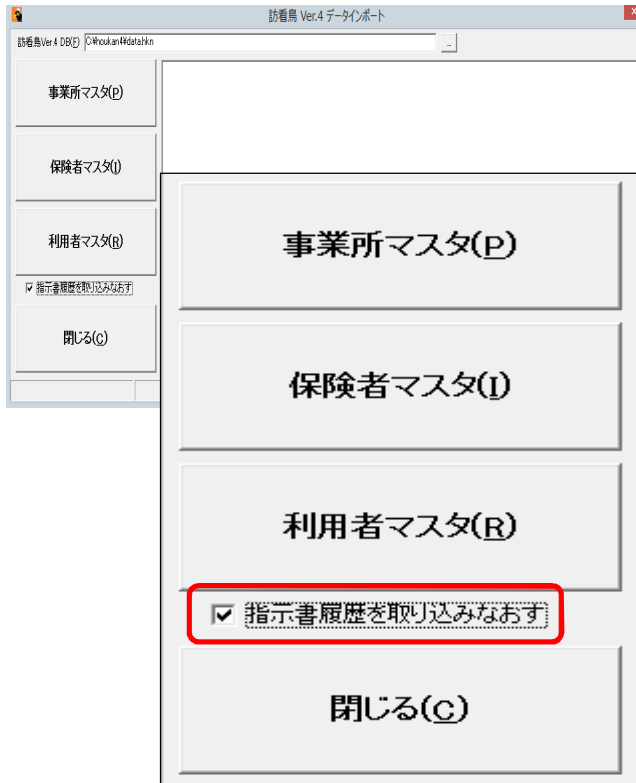 訪看鳥 Ver.4 データインポート
訪看鳥Ver.4 DB(F) C:¥houkan4¥data.hkn ...
事業所マスタ(P)
保険者マスタ(I)
利用者マスタ(R)
指示書履歴を取り込みなおす
閉じる(C)
事業所マスタ(P)
保険者マスタ(I)
利用者マスタ(R)
指示書履歴を取り込みなおす
閉じる(C)